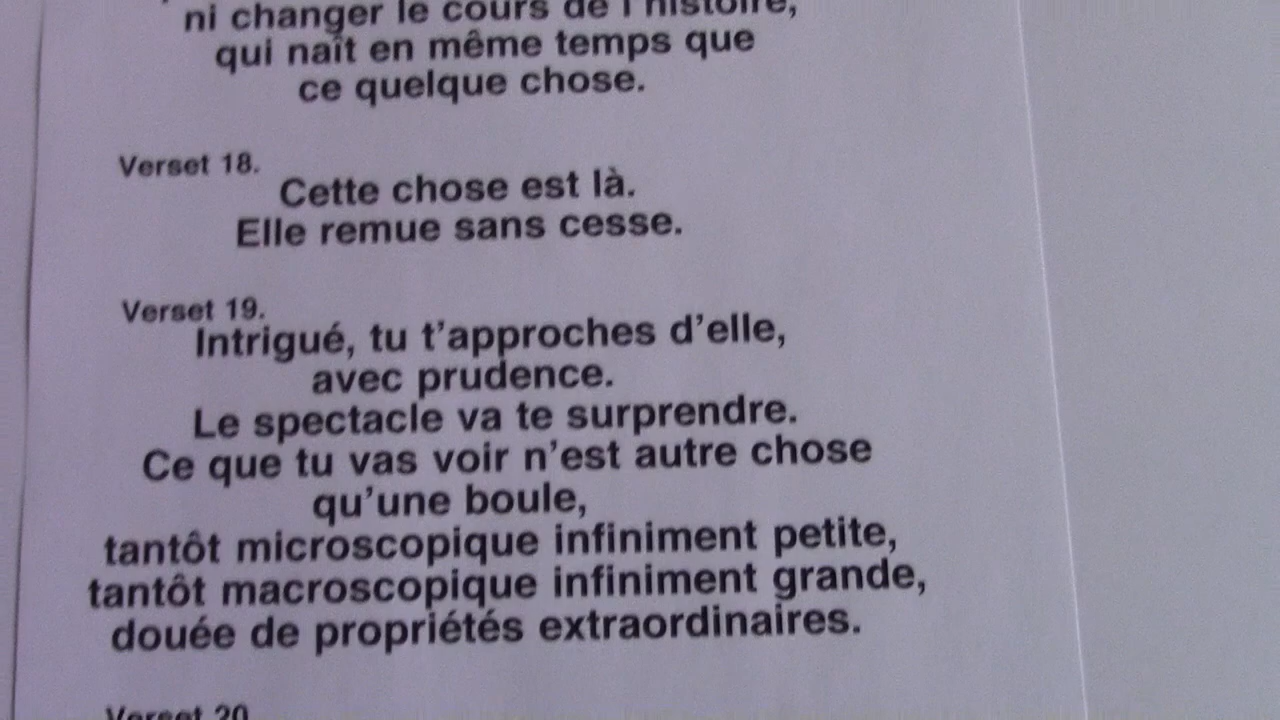 ni changer le cours de l'histoire,
qui naît en même temps que
ce quelque chose.
Verset 18.
Cette chose est là.
Elle remue sans cesse.
Verset 19.
Intrigué, tu t'approches d'elle,
avec prudence.
Le spectacle va te surprendre.
Ce que tu vas voir n'est autre chose
qu'une boule,
tantôt microscopique infiniment petite,
tantôt macroscopique infiniment grande,
douée de propriétés extraordinaires.
Verset 20